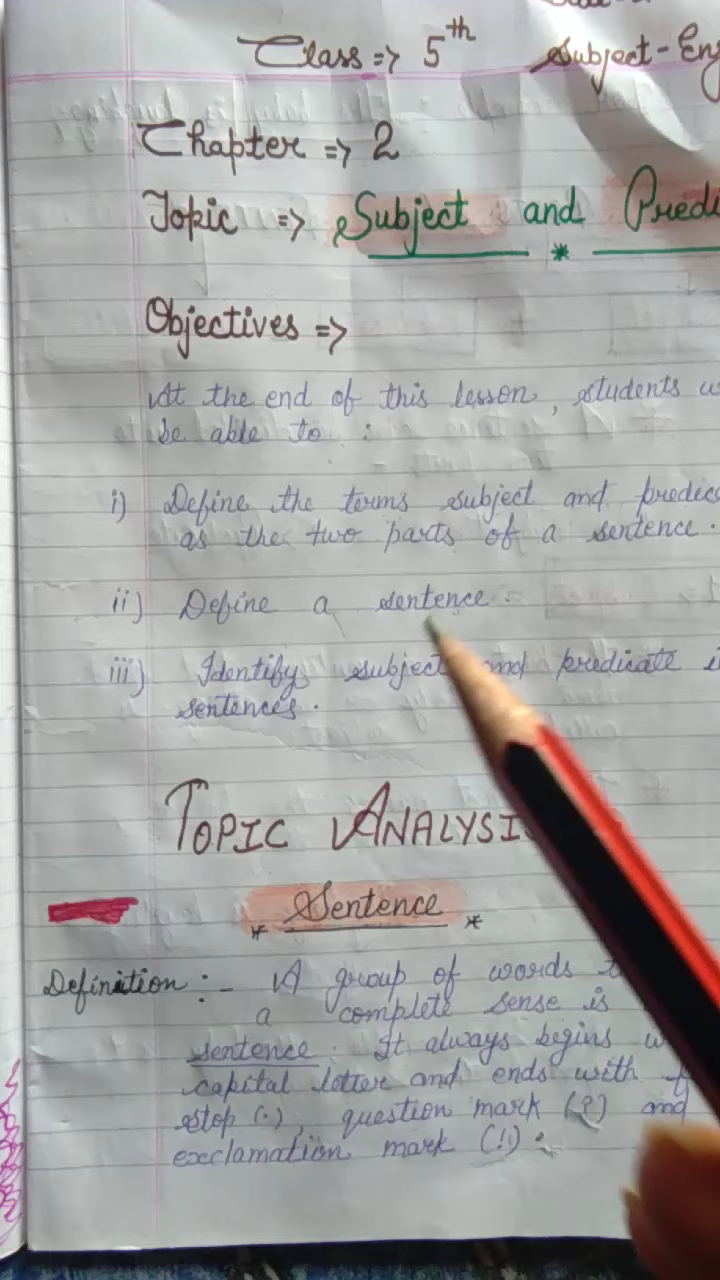 Class => 5th Subject - Eng
Chapter => 2
Topic => Subject and Predi
Objectives =>
At the end of this lesson, students w
be able to :
i) Define the terms subject and predic
as the two parts of a sentence.
ii) Define a sentence.
iii) Identify subject and predicate i
sentences.
TOPIC ANALYSI
* Sentence *
Definition :- A group of words
a complete sense is
sentence. It always begins w
capital letter and ends with f
stop (.), question mark (?) and
exclamation mark (!).